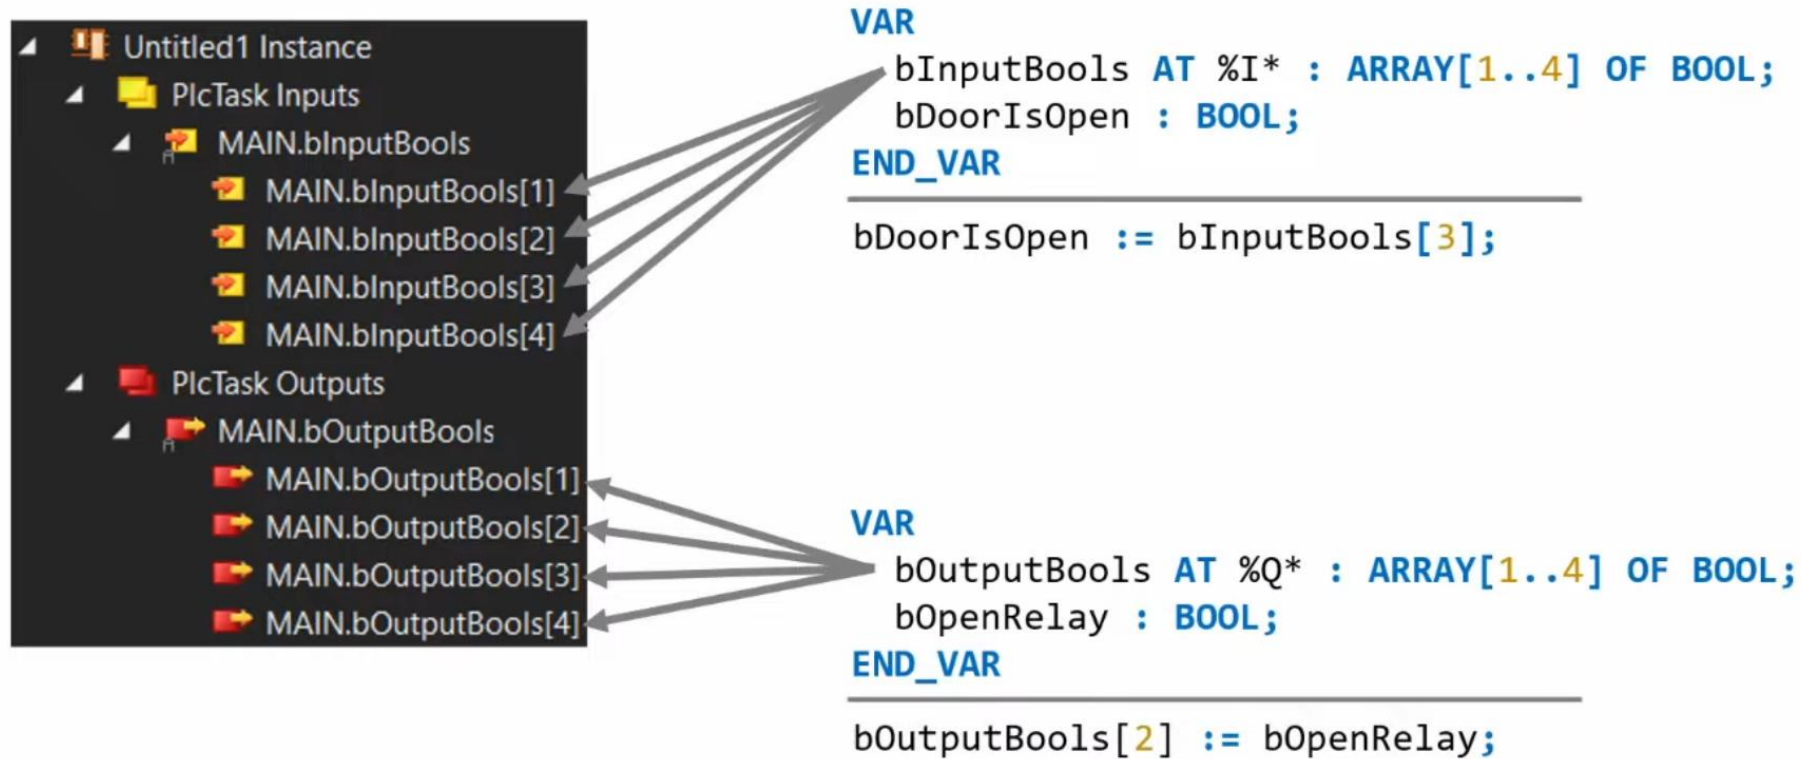 Untitled1 Instance
PlcTask Inputs
MAIN.bInputBools
MAIN.bInputBools[1]
MAIN.bInputBools[2]
MAIN.bInputBools[3]
MAIN.bInputBools[4]
PlcTask Outputs
MAIN.bOutputBools
MAIN.bOutputBools[1]
MAIN.bOutputBools[2]
MAIN.bOutputBools[3]
MAIN.bOutputBools[4]
VAR
bInputBools AT %I* : ARRAY[1..4] OF BOOL;
bDoorIsOpen : BOOL;
END_VAR
bDoorIsOpen := bInputBools[3];
VAR
bOutputBools AT %Q* : ARRAY[1..4] OF BOOL;
bOpenRelay : BOOL;
END_VAR
bOutputBools[2] := bOpenRelay;